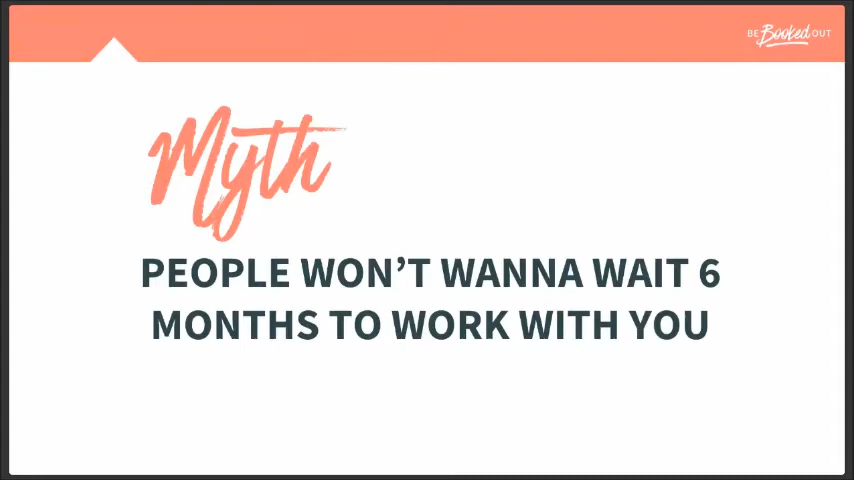 BE Booked OUT
Myth
PEOPLE WON'T WANNA WAIT 6
MONTHS TO WORK WITH YOU